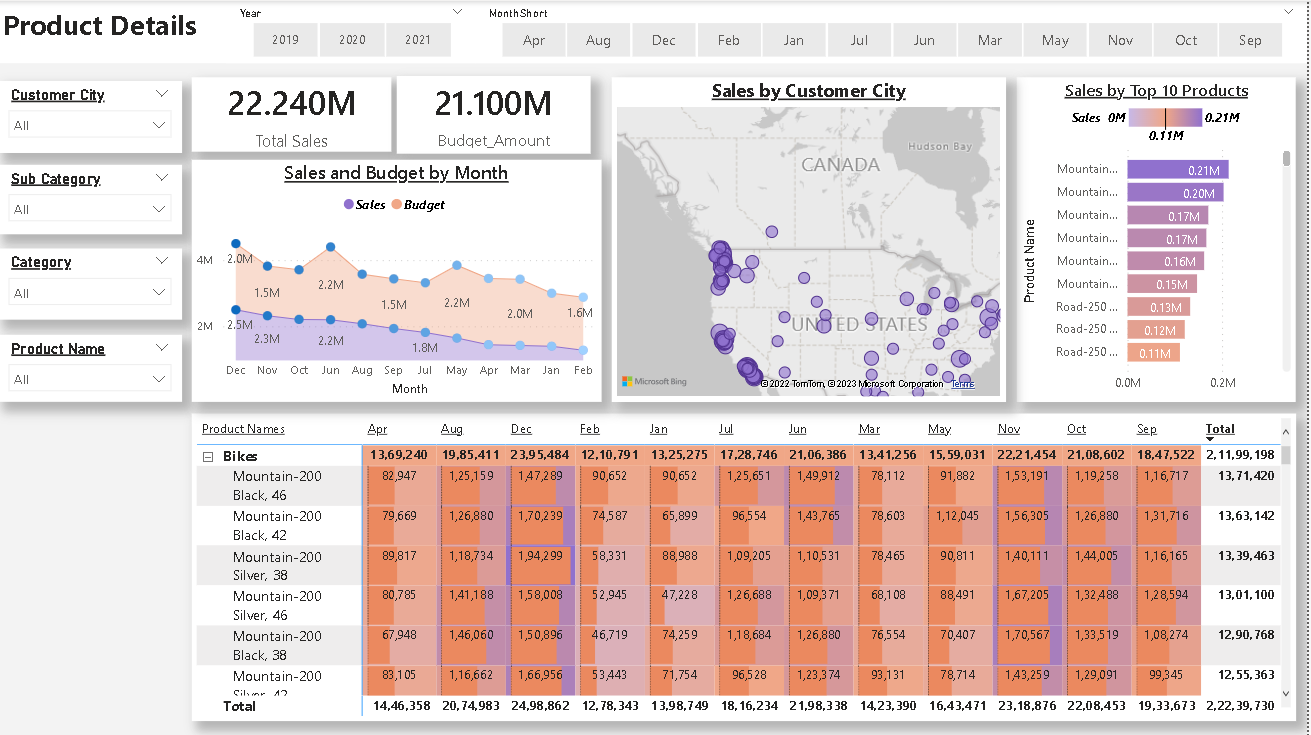 Product Details
Year
2019 2020 2021
MonthShort
Apr Aug Dec Feb Jan Jul Jun Mar May Nov Oct Sep
Customer City
All
Sub Category
All
Category
All
Product Name
All
22.240M
Total Sales
21.100M
Budget_Amount
Sales and Budget by Month
Sales Budget
4M
2M
2.0M 1.5M 2.2M 1.5M 2.2M 2.0M 1.6M
2.5M 2.3M 2.2M 1.8M
Dec Nov Oct Jun Aug Sep Jul May Apr Mar Jan Feb
Month
Sales by Customer City
CANADA
Hudson Bay
UNITED STATES
Microsoft Bing
© 2022 TomTom, © 2023 Microsoft Corporation Terms
Sales by Top 10 Products
Sales 0M 0.21M
0.11M
Product Name
Mountain... 0.21M
Mountain... 0.20M
Mountain... 0.17M
Mountain... 0.17M
Mountain... 0.16M
Mountain... 0.15M
Road-250 ... 0.13M
Road-250 ... 0.12M
Road-250 ... 0.11M
0.0M 0.2M
Product Names Apr Aug Dec Feb Jan Jul Jun Mar May Nov Oct Sep Total
Bikes 13,69,240 19,85,411 23,95,484 12,10,791 13,25,275 17,28,746 21,06,386 13,41,256 15,59,031 22,21,454 21,08,602 18,47,522 2,11,99,198
Mountain-200 82,947 1,25,159 1,47,289 90,652 90,652 1,25,651 1,49,912 78,112 91,882 1,53,191 1,19,258 1,16,717 13,71,420
Black, 46
Mountain-200 79,669 1,26,880 1,70,239 74,587 65,899 96,554 1,43,765 78,603 1,12,045 1,56,305 1,26,880 1,31,716 13,63,142
Black, 42
Mountain-200 89,817 1,18,734 1,94,299 58,331 88,988 1,09,205 1,10,531 78,465 90,811 1,40,111 1,44,005 1,16,165 13,39,463
Silver, 38
Mountain-200 80,785 1,41,188 1,58,008 52,945 47,228 1,26,688 1,09,371 68,108 88,491 1,67,205 1,32,488 1,28,594 13,01,100
Silver, 46
Mountain-200 67,948 1,46,060 1,50,896 46,719 74,259 1,18,684 1,26,880 76,554 70,407 1,70,567 1,33,519 1,08,274 12,90,768
Black, 38
Mountain-200 83,105 1,16,662 1,66,956 53,443 71,754 96,528 1,23,374 93,131 78,714 1,43,259 1,29,091 99,345 12,55,363
Silver, 42
Total 14,46,358 20,74,983 24,98,862 12,78,343 13,98,749 18,16,234 21,98,338 14,23,390 16,43,471 23,18,876 22,08,453 19,33,673 2,22,39,730